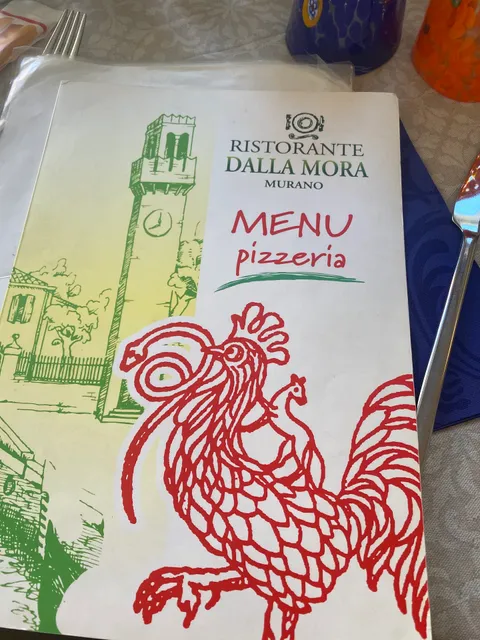 RISTORANTE
DALLA MORA
MURANO
MENU
pizzeria